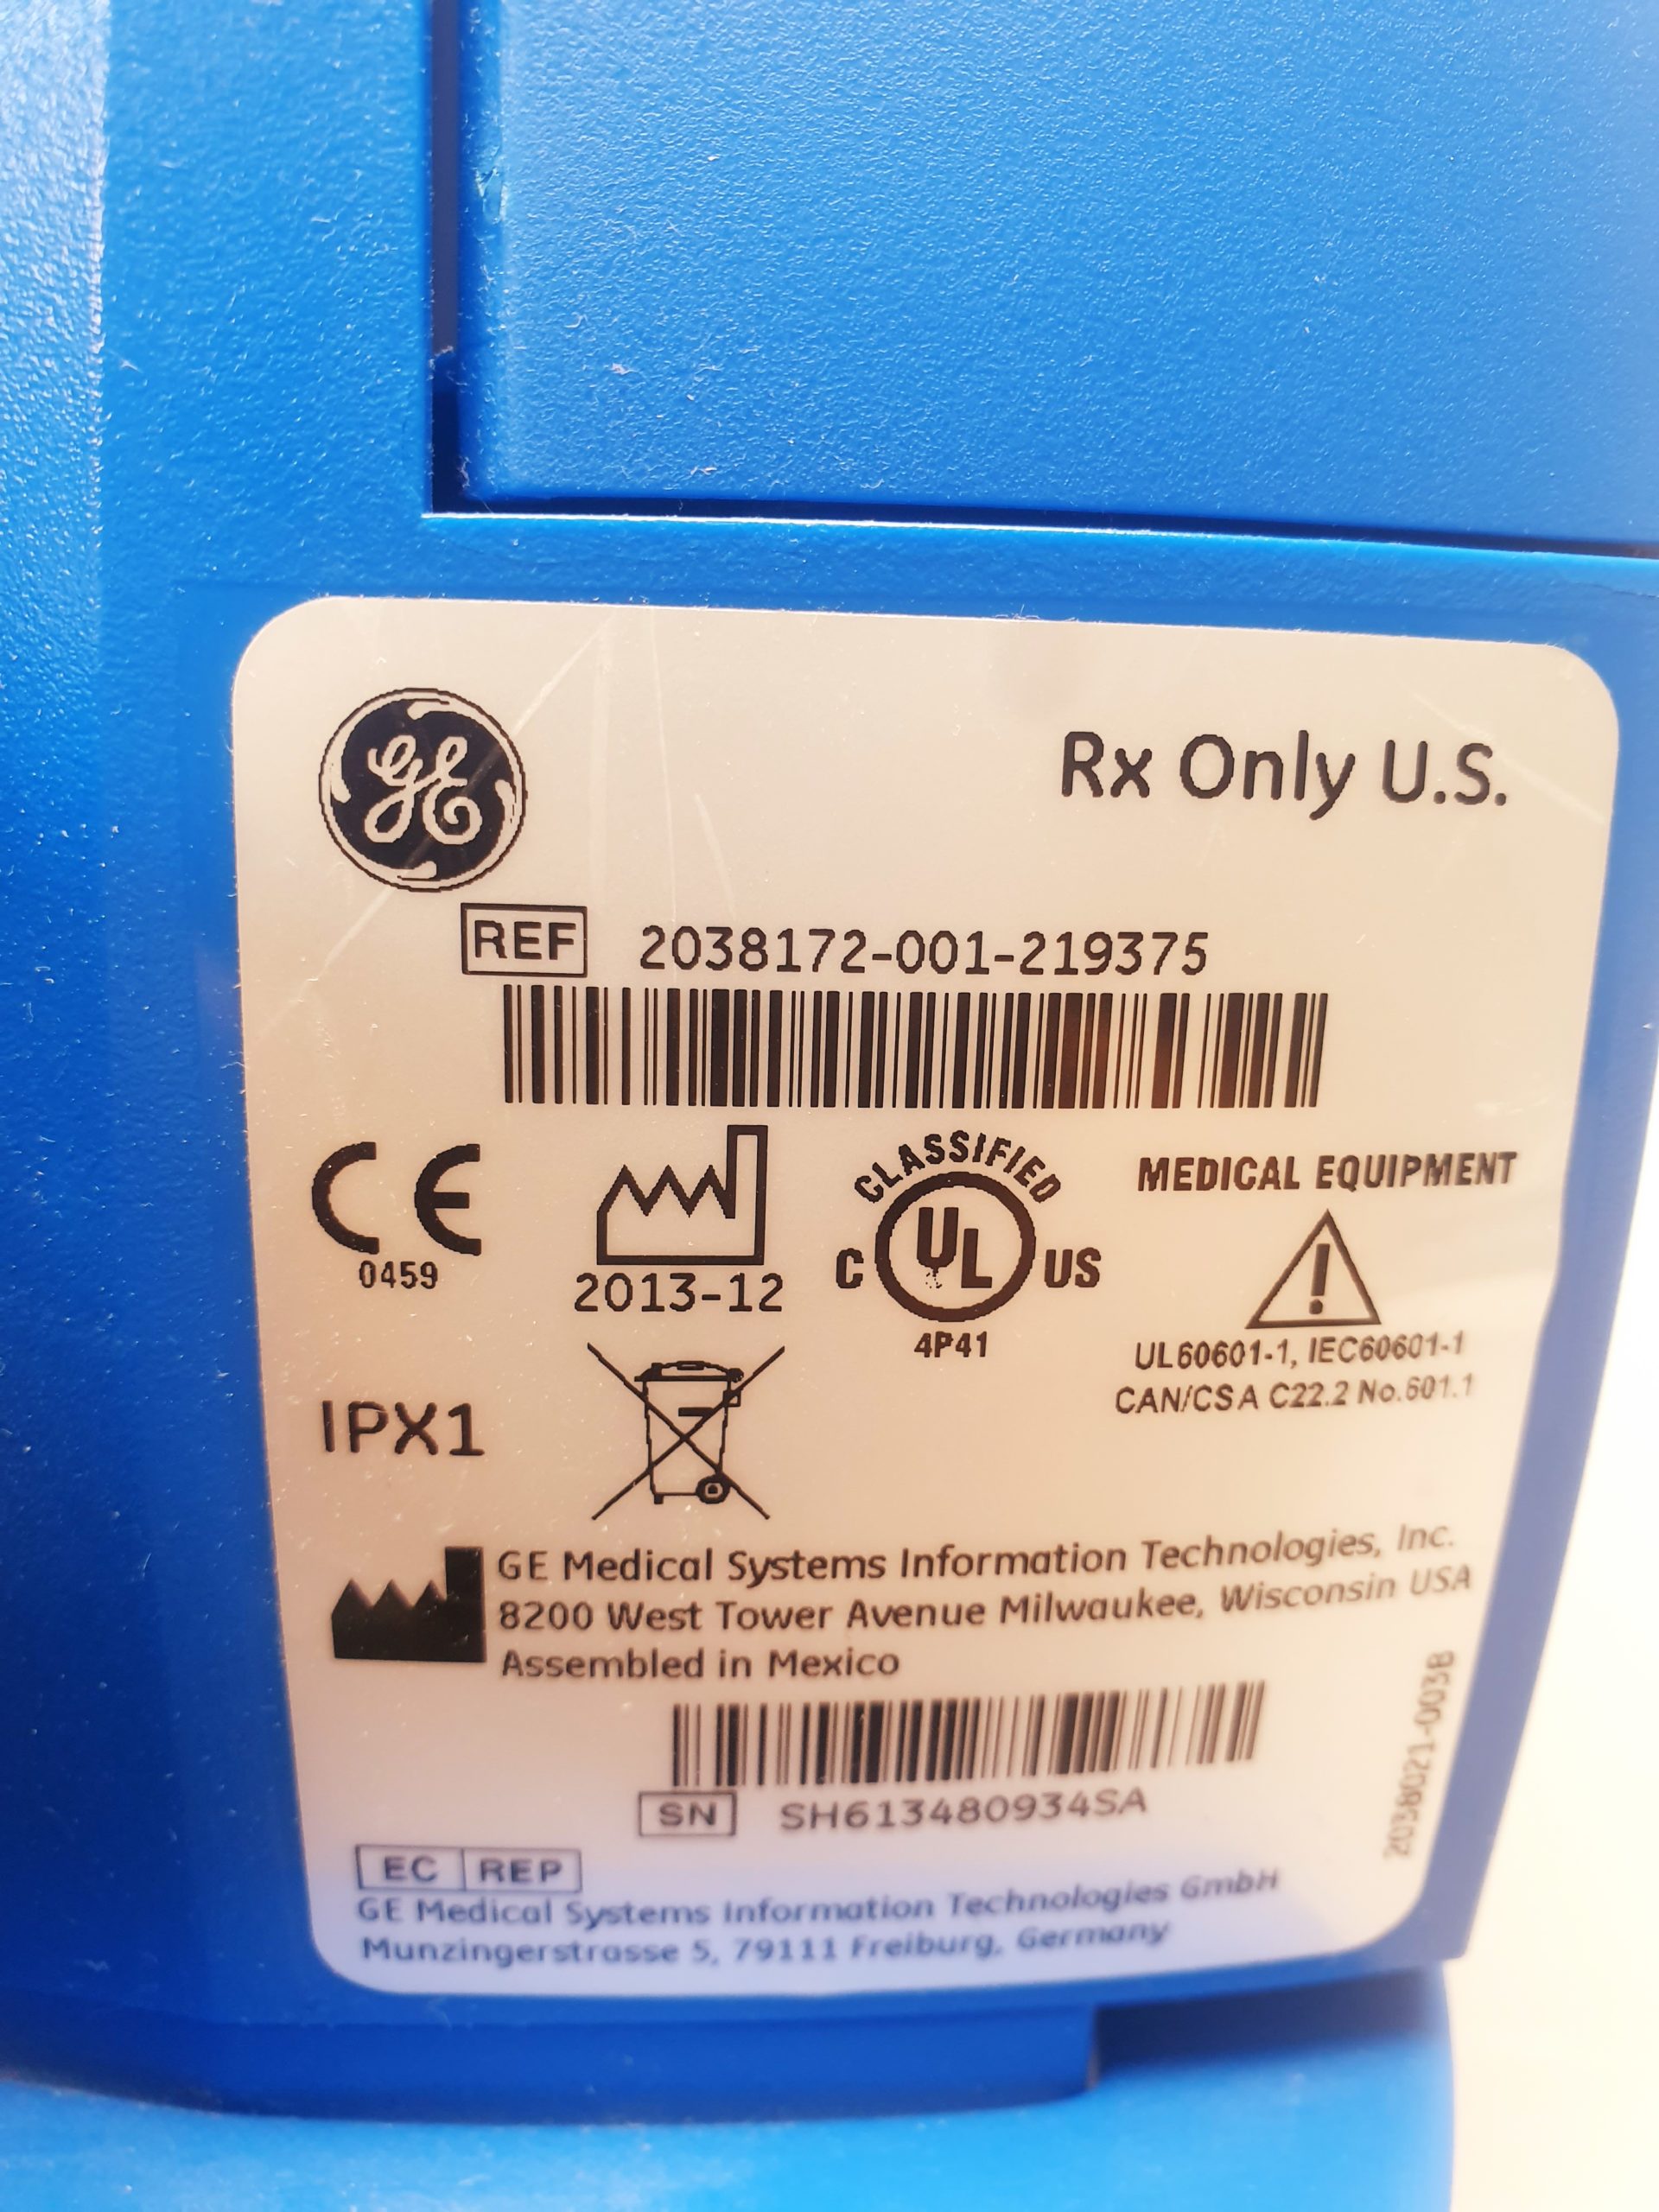 GE
Rx Only U.S.
REF 2038172-001-219375
CE
0459
2013-12
CLASSIFIED
C UL US
4P41
MEDICAL EQUIPMENT
UL60601-1, IEC60601-1
CAN/CSA C22.2 No.601.1
IPX1
GE Medical Systems Information Technologies, Inc.
8200 West Tower Avenue Milwaukee, Wisconsin USA
Assembled in Mexico
SN SH613480934SA
2038021-003B
EC REP
GE Medical Systems Information Technologies GmbH
Munzingerstrasse 5, 79111 Freiburg, Germany